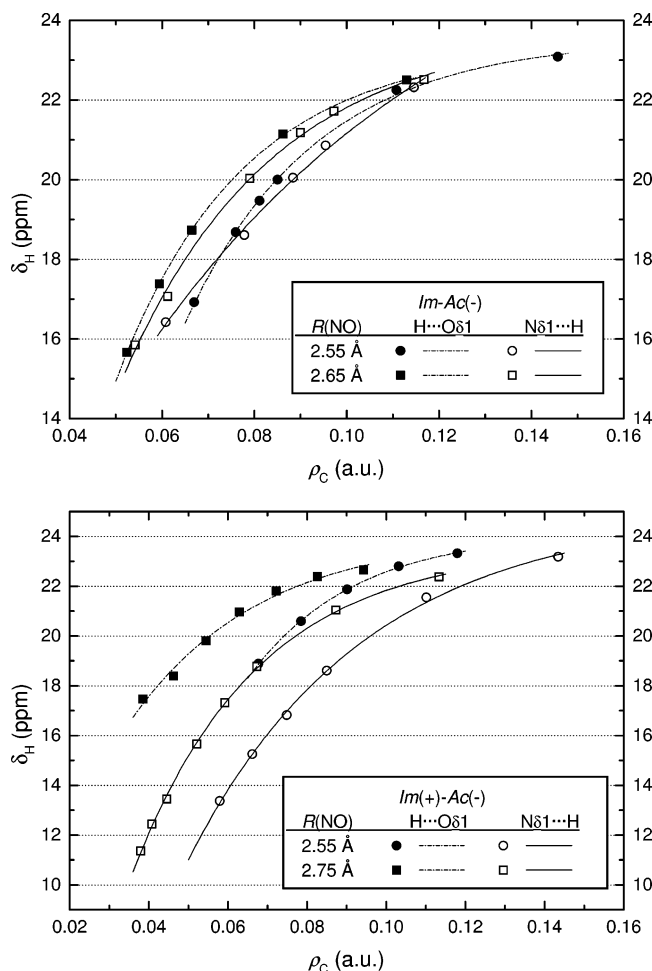 24 24
22 22
20 20
18 18
16 16
14 14
δH (ppm)
Im-Ac(-)
R(NO) H···Oδ1 Nδ1···H
2.55 Å
2.65 Å
0.04 0.06 0.08 0.10 0.12 0.14 0.16
ρC (a.u.)
24 24
22 22
20 20
18 18
16 16
14 14
12 12
10 10
δH (ppm)
Im(+)-Ac(-)
R(NO) H···Oδ1 Nδ1···H
2.55 Å
2.75 Å
0.02 0.04 0.06 0.08 0.10 0.12 0.14 0.16
ρC (a.u.)